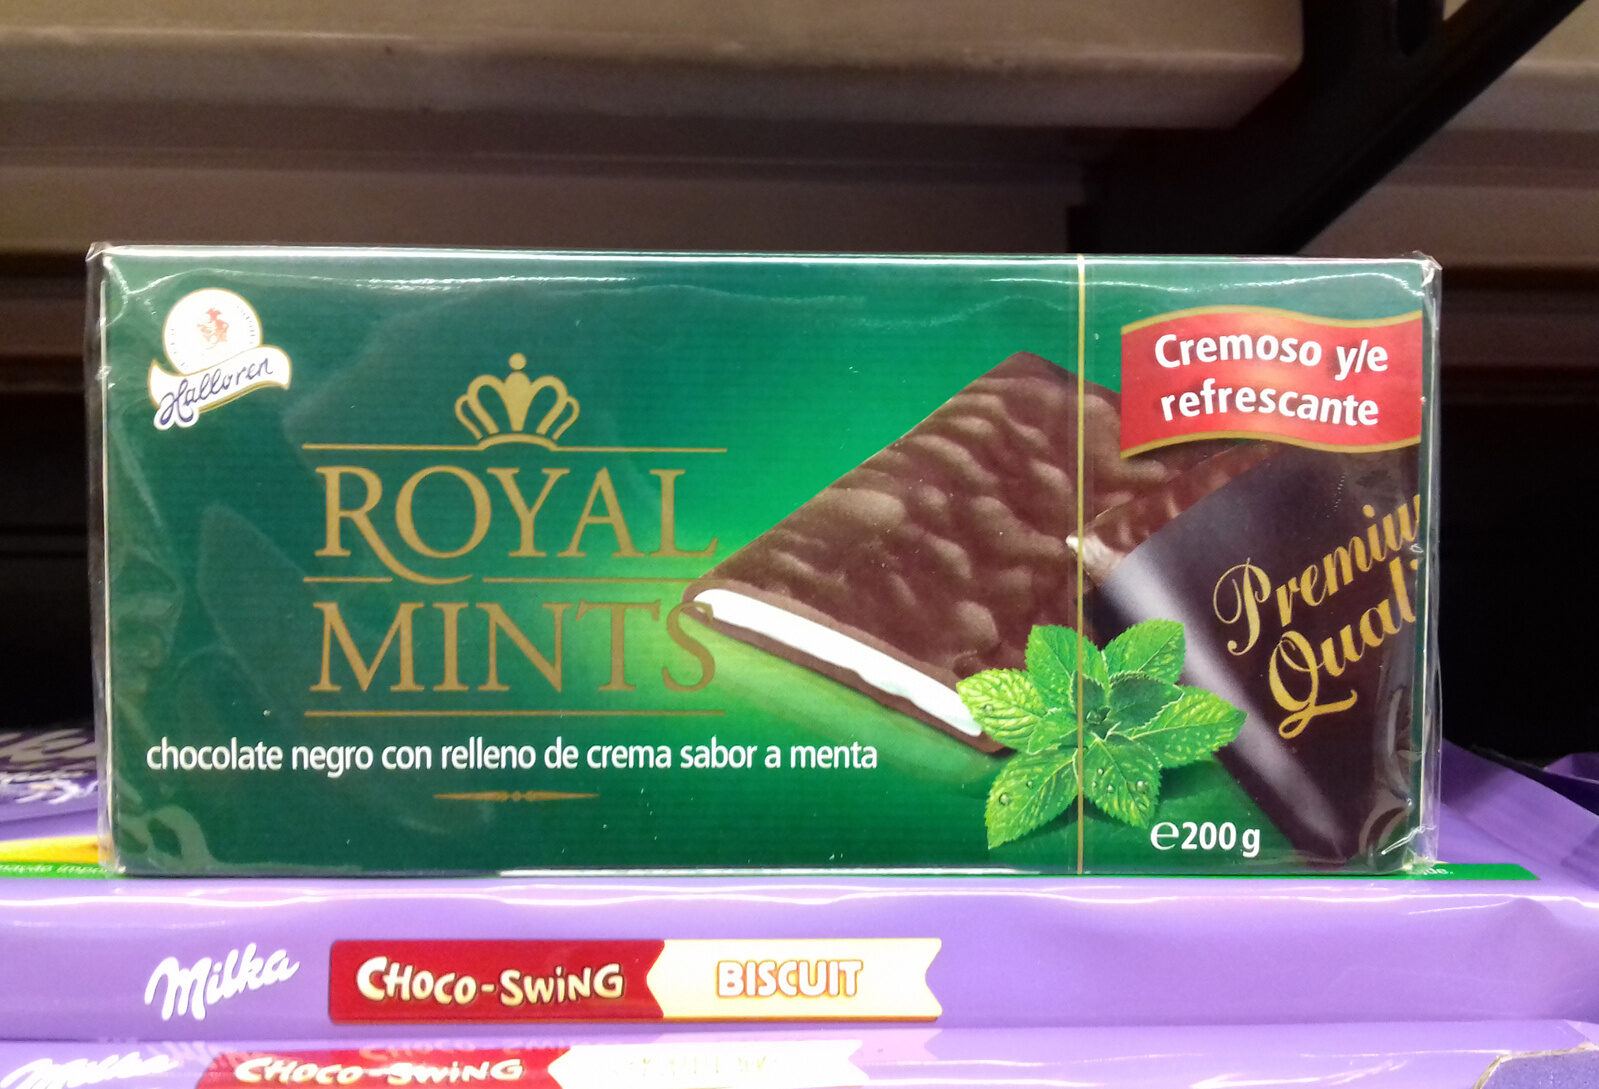 Halloren
ROYAL
MINTS
chocolate negro con relleno de crema sabor a menta
Cremoso y/e
refrescante
Premiu
Quali
℮200 g
Milka
CHOCO-SWING
BISCUIT
Milka
CHOCO-SWING